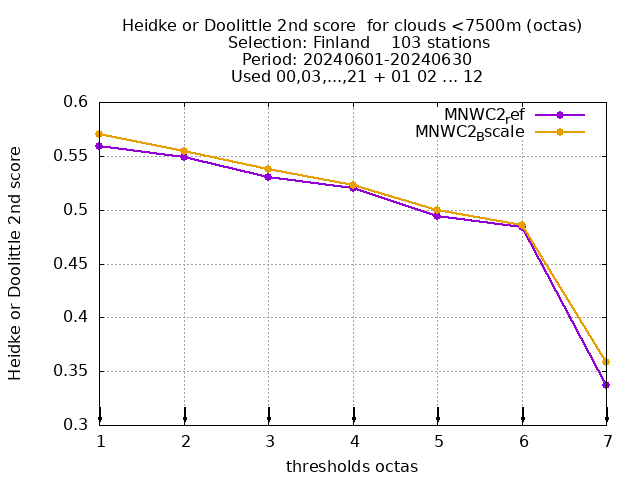 Heidke or Doolittle 2nd score  for clouds <7500m (octas)
Selection: Finland    103 stations
Period: 20240601-20240630
Used 00,03,...,21 + 01 02 ... 12
MNWC2ref
MNWC2Bscale
0.6
0.55
0.5
0.45
0.4
0.35
0.3
Heidke or Doolittle 2nd score
1 2 3 4 5 6 7
thresholds octas